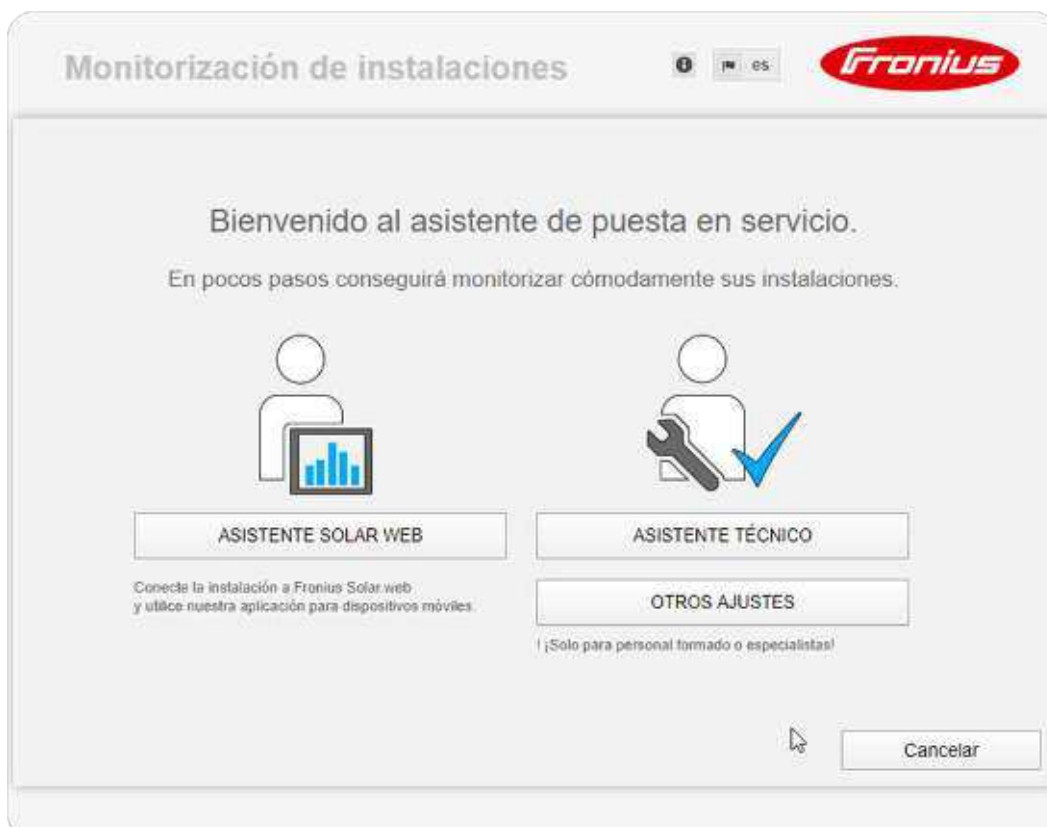 Monitorización de instalaciones
es
Fronius
Bienvenido al asistente de puesta en servicio.
En pocos pasos conseguirá monitorizar cómodamente sus instalaciones.
ASISTENTE SOLAR WEB
Conecte la instalación a Fronius Solar.web
y utilice nuestra aplicación para dispositivos móviles.
ASISTENTE TÉCNICO
OTROS AJUSTES
! ¡Solo para personal formado o especialistas!
Cancelar